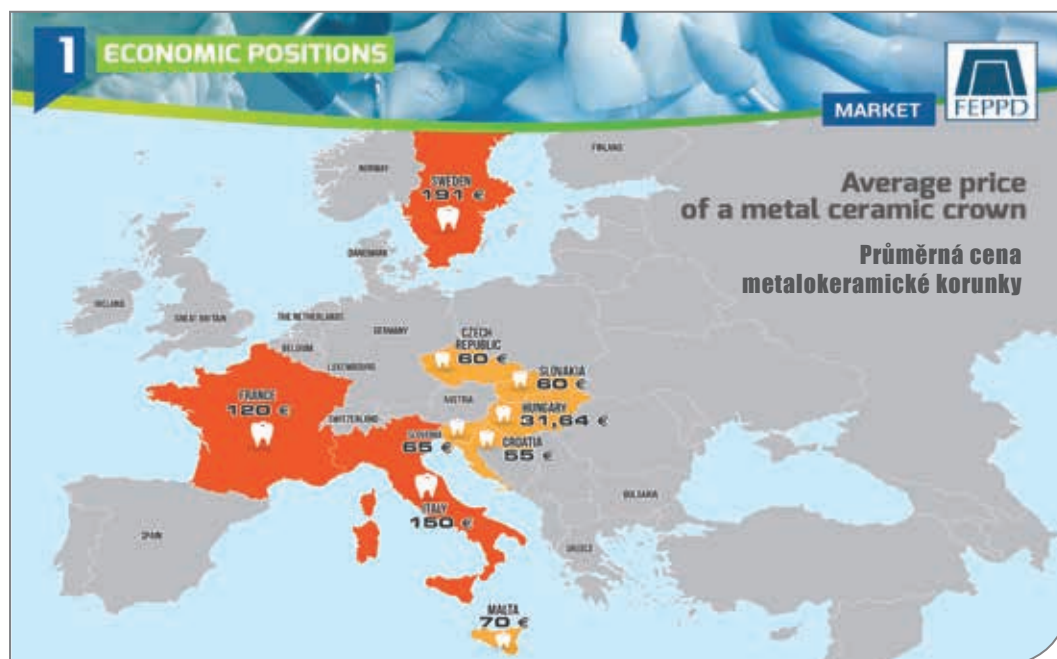 1
ECONOMIC POSITIONS
FEPPD
MARKET
Average price
of a metal ceramic crown
Průměrná cena
metalokeramické korunky
FINLAND
NORWAY
SWEDEN
191 €
DANEMARK
IRELAND
GREAT BRITAIN
THE NETHERLANDS
GERMANY
BELGIUM
LUXEMBOURG
CZECH
REPUBLIC
60 €
SLOVAKIA
60 €
FRANCE
120 €
AUSTRIA
HUNGARY
31,64 €
SWITZERLAND
SLOVENIA
65 €
CROATIA
55 €
ITALY
150 €
BULGARIA
SPAIN
GREECE
MALTA
70 €